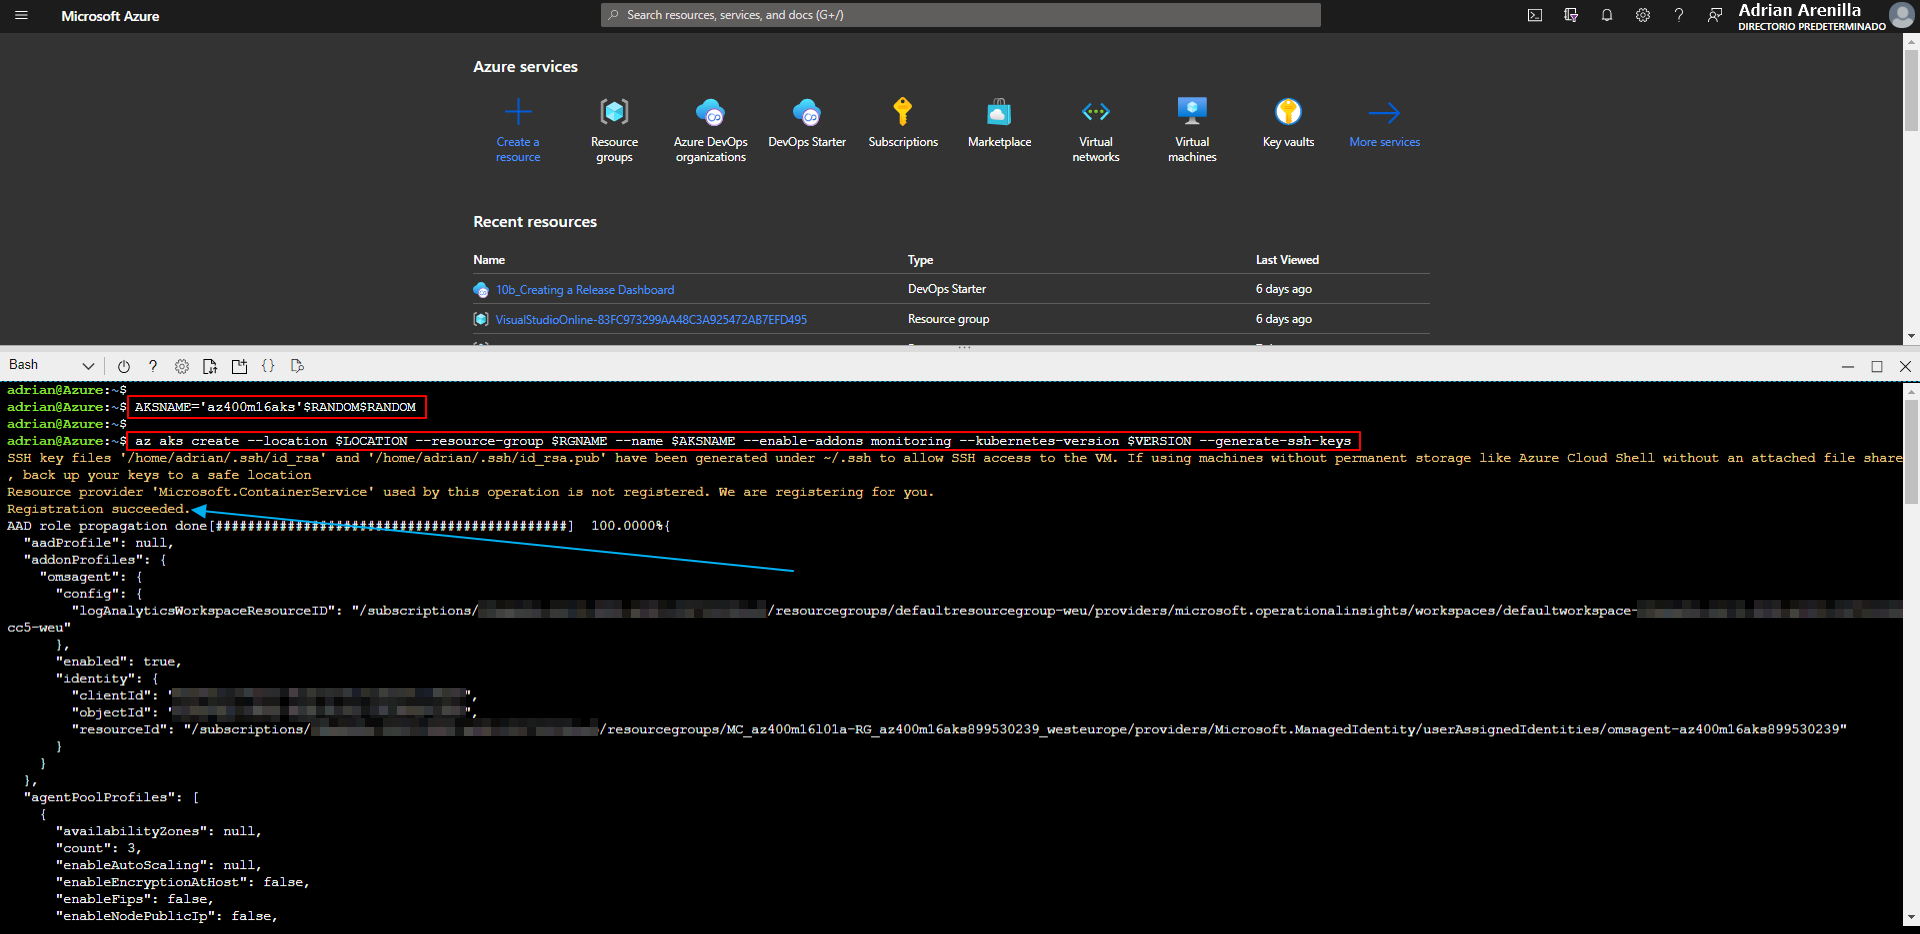 Microsoft Azure
Search resources, services, and docs (G+/)
Adrian Arenilla
DIRECTORIO PREDETERMINADO
Azure services
Create a resource
Resource groups
Azure DevOps organizations
DevOps Starter
Subscriptions
Marketplace
Virtual networks
Virtual machines
Key vaults
More services
Recent resources
Name Type Last Viewed
10b_Creating a Release Dashboard DevOps Starter 6 days ago
VisualStudioOnline-83FC973299AA48C3A925472AB7EFD495 Resource group 6 days ago
Bash
adrian@Azure:~$
adrian@Azure:~$ AKSNAME='az400m16aks'$RANDOM$RANDOM
adrian@Azure:~$
adrian@Azure:~$ az aks create --location $LOCATION --resource-group $RGNAME --name $AKSNAME --enable-addons monitoring --kubernetes-version $VERSION --generate-ssh-keys
SSH key files '/home/adrian/.ssh/id_rsa' and '/home/adrian/.ssh/id_rsa.pub' have been generated under ~/.ssh to allow SSH access to the VM. If using machines without permanent storage like Azure Cloud Shell without an attached file share
, back up your keys to a safe location
Resource provider 'Microsoft.ContainerService' used by this operation is not registered. We are registering for you.
Registration succeeded.
AAD role propagation done[############################################] 100.0000%{
"aadProfile": null,
"addonProfiles": {
"omsagent": {
"config": {
"logAnalyticsWorkspaceResourceID": "/subscriptions/ /resourcegroups/defaultresourcegroup-weu/providers/microsoft.operationalinsights/workspaces/defaultworkspace-
cc5-weu"
},
"enabled": true,
"identity": {
"clientId": " ",
"objectId": " ",
"resourceId": "/subscriptions/ /resourcegroups/MC_az400m16l01a-RG_az400m16aks899530239_westeurope/providers/Microsoft.ManagedIdentity/userAssignedIdentities/omsagent-az400m16aks899530239"
}
}
},
"agentPoolProfiles": [
{
"availabilityZones": null,
"count": 3,
"enableAutoScaling": null,
"enableEncryptionAtHost": false,
"enableFips": false,
"enableNodePublicIp": false,